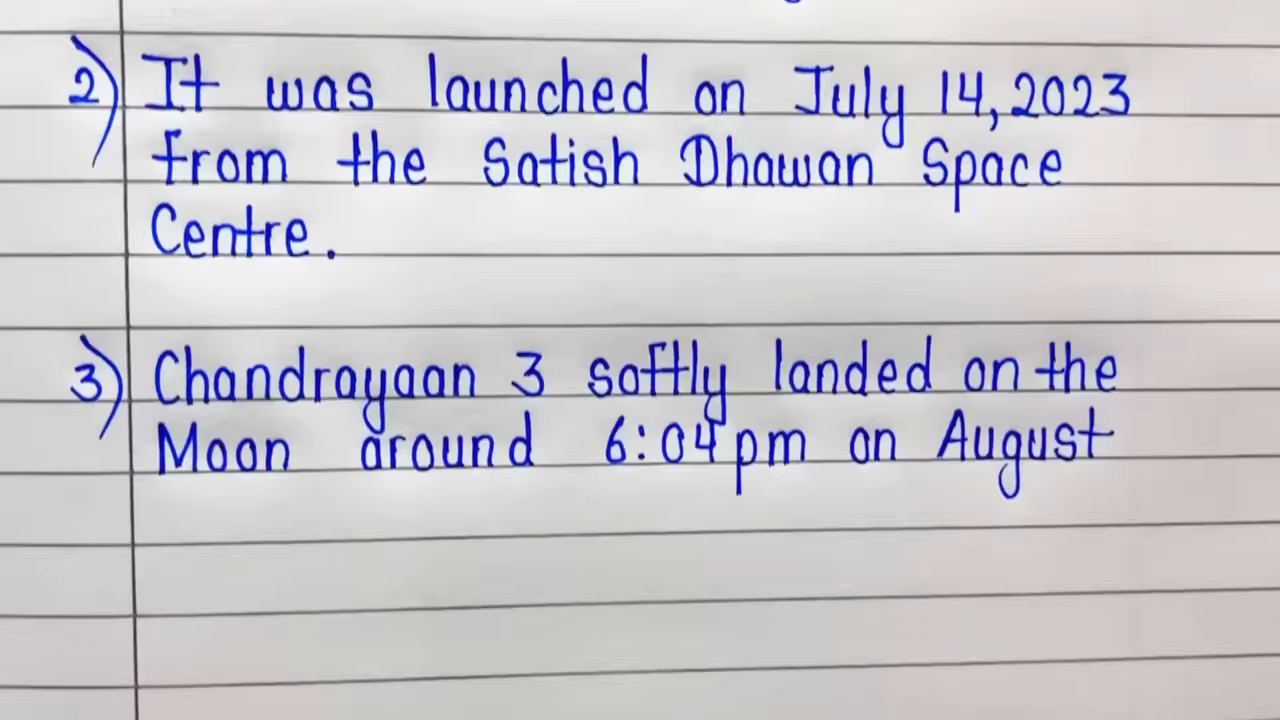 2) It was launched on July 14, 2023
from the Satish Dhawan Space
Centre.
3) Chandrayaan 3 softly landed on the
Moon around 6:04 pm on August